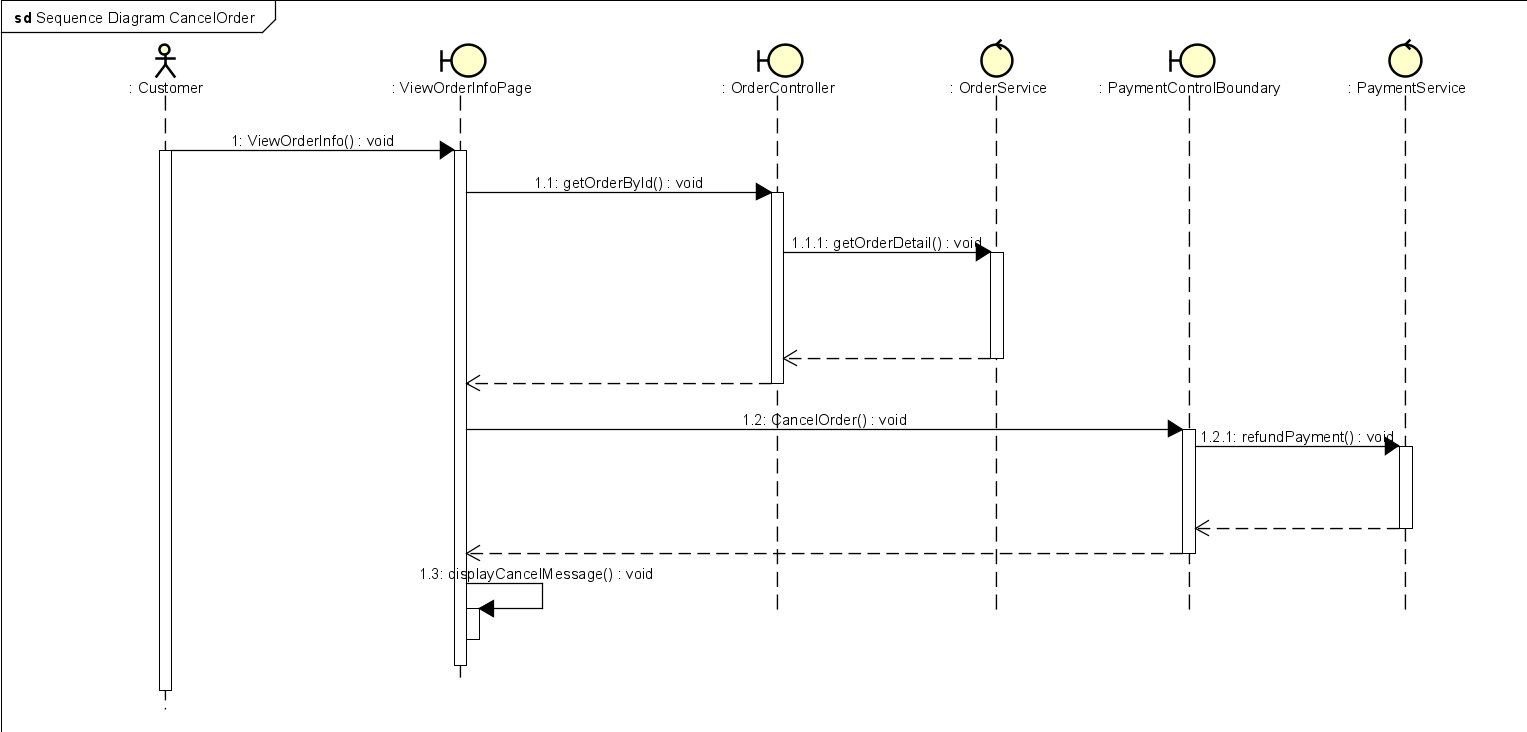 sd Sequence Diagram CancelOrder
: Customer
: ViewOrderInfoPage
: OrderController
: OrderService
: PaymentControlBoundary
: PaymentService
1: ViewOrderInfo() : void
1.1: getOrderById() : void
1.1.1: getOrderDetail() : void
1.2: CancelOrder() : void
1.2.1: refundPayment() : void
1.3: displayCancelMessage() : void